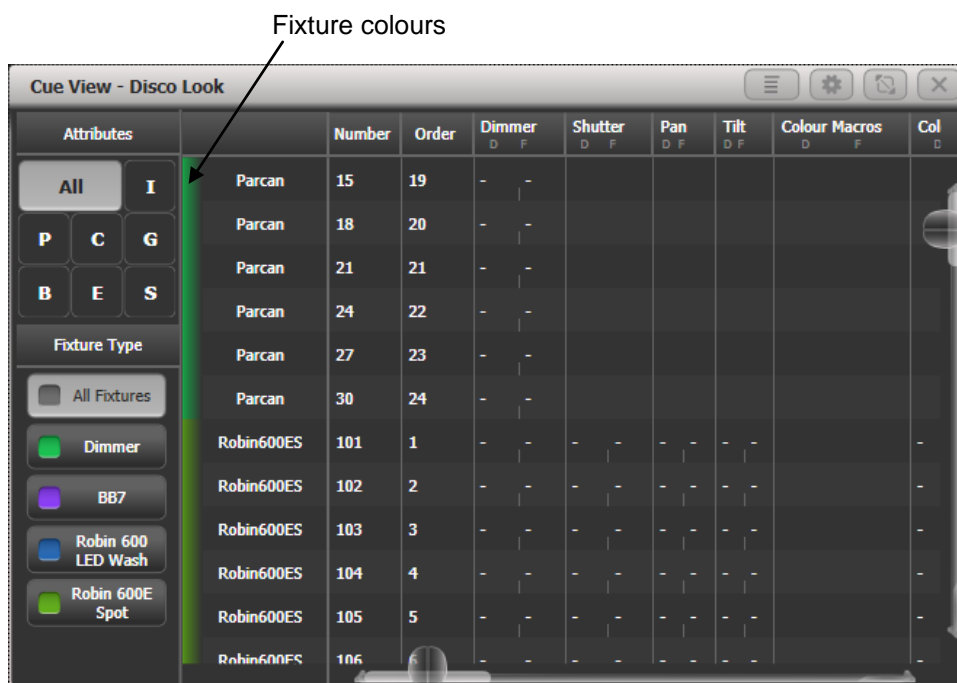 Fixture colours
Cue View - Disco Look
Attributes Number Order Dimmer Shutter Pan Tilt Colour Macros Col
D F D F D F D F D F D
All I
P C G
B E S
Fixture Type
All Fixtures
Dimmer
BB7
Robin 600
LED Wash
Robin 600E
Spot
Parcan 15 19 - -
Parcan 18 20 - -
Parcan 21 21 - -
Parcan 24 22 - -
Parcan 27 23 - -
Parcan 30 24 - -
Robin600ES 101 1 - - - - - - - - -
Robin600ES 102 2 - - - - - - - - -
Robin600ES 103 3 - - - - - - - - -
Robin600ES 104 4 - - - - - - - - -
Robin600ES 105 5 - - - - - - - - -
Robin600ES 106 6 - - - - - - - - -